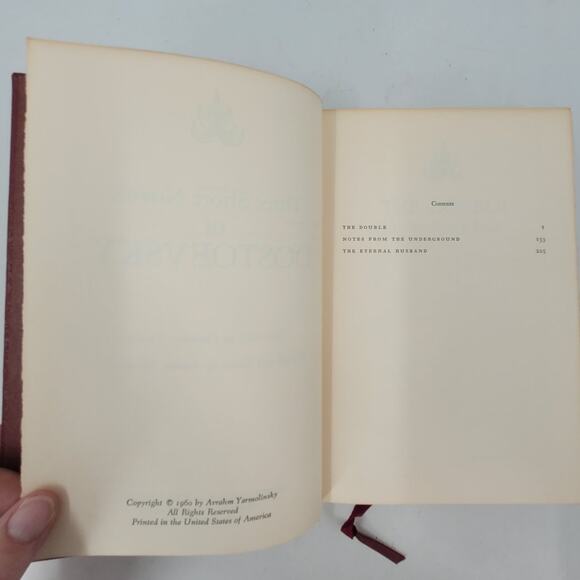 Copyright © 1960 by Avrahm Yarmolinsky
All Rights Reserved
Printed in the United States of America
Contents
THE DOUBLE 1
NOTES FROM THE UNDERGROUND 153
THE ETERNAL HUSBAND 205